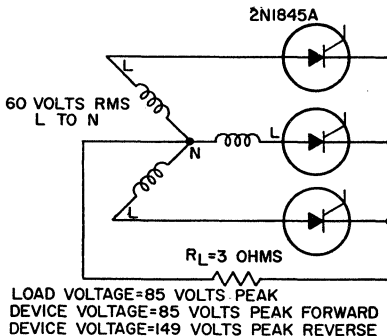 2N1845A
L
60 VOLTS RMS
L TO N
L
N
L
RL=3 OHMS
LOAD VOLTAGE=85 VOLTS PEAK
DEVICE VOLTAGE=85 VOLTS PEAK FORWARD
DEVICE VOLTAGE=149 VOLTS PEAK REVERSE